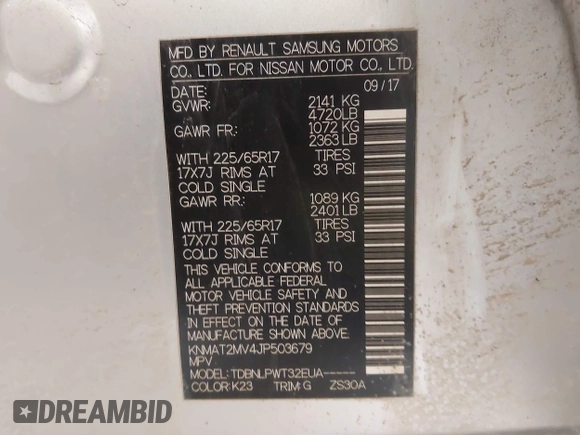 MFD BY RENAULT SAMSUNG MOTORS
CO., LTD. FOR NISSAN MOTOR CO., LTD.
DATE: 09/17
GVWR: 2141 KG
4720LB
GAWR FR: 1072 KG
2363 LB
WITH 225/65R17 TIRES
17X7J RIMS AT 33 PSI
COLD SINGLE
GAWR RR: 1089 KG
2401 LB
WITH 225/65R17 TIRES
17X7J RIMS AT 33 PSI
COLD SINGLE
THIS VEHICLE CONFORMS TO
ALL APPLICABLE FEDERAL
MOTOR VEHICLE SAFETY AND
THEFT PREVENTION STANDARDS
IN EFFECT ON THE DATE OF
MANUFACTURE SHOWN ABOVE.
KNMAT2MV4JP503679
MPV
MODEL: TDBNLPWT32EUA-----
COLOR: K23 TRIM: G ZS30A
DREAMBID
AMERICAN DREAM BID